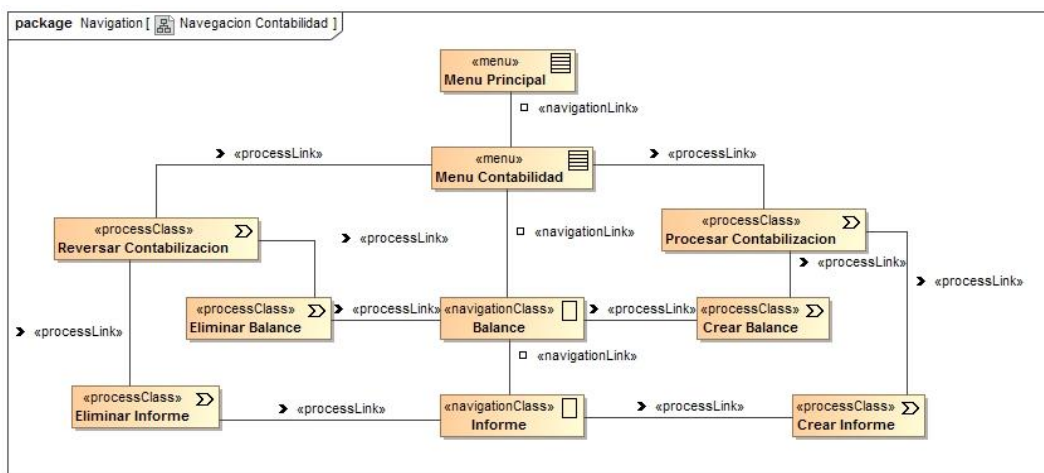 package Navigation [ Navegacion Contabilidad ]
«menu»
Menu Principal
«navigationLink»
«processLink»
«menu»
Menu Contabilidad
«processLink»
«processClass»
Reversar Contabilizacion
«processLink»
«navigationLink»
«processClass»
Procesar Contabilizacion
«processLink»
«processLink»
«processClass»
Eliminar Balance
«processLink»
«navigationClass»
Balance
«processLink»
«processClass»
Crear Balance
«processLink»
«navigationLink»
«processClass»
Eliminar Informe
«processLink»
«navigationClass»
Informe
«processLink»
«processClass»
Crear Informe